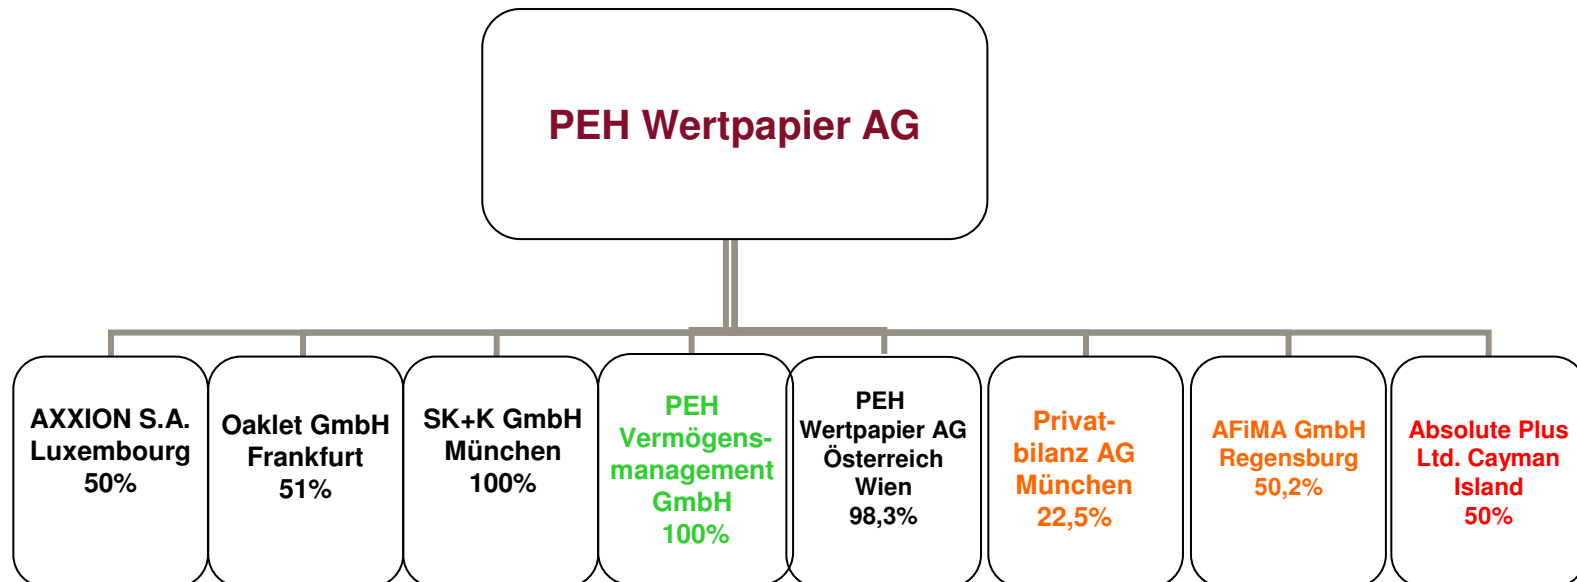 PEH Wertpapier AG
AXXION S.A.
Luxembourg
50%
Oaklet GmbH
Frankfurt
51%
SK+K GmbH
München
100%
PEH
Vermögens-
management
GmbH
100%
PEH
Wertpapier AG
Österreich
Wien
98,3%
Privat-
bilanz AG
München
22,5%
AFiMA GmbH
Regensburg
50,2%
Absolute Plus
Ltd. Cayman
Island
50%